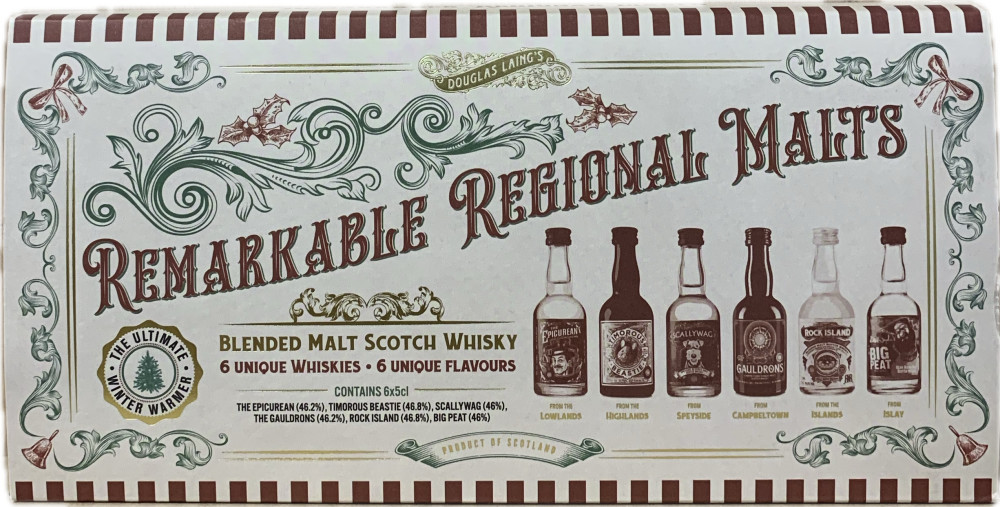 DOUGLAS LAING'S
REMARKABLE REGIONAL MALTS
THE ULTIMATE
WINTER WARMER
BLENDED MALT SCOTCH WHISKY
6 UNIQUE WHISKIES • 6 UNIQUE FLAVOURS
CONTAINS 6x5cl
THE EPICUREAN (46.2%), TIMOROUS BEASTIE (46.8%), SCALLYWAG (46%),
THE GAULDRONS (46.2%), ROCK ISLAND (46.8%), BIG PEAT (46%)
EPICUREAN
TIMOROUS
BEASTIE
SCALLYWAG
GAULDRONS
ROCK ISLAND
BIG
PEAT
FROM THE
LOWLANDS
FROM THE
HIGHLANDS
FROM
SPEYSIDE
FROM
CAMPBELTOWN
FROM THE
ISLANDS
FROM
ISLAY
PRODUCT OF SCOTLAND